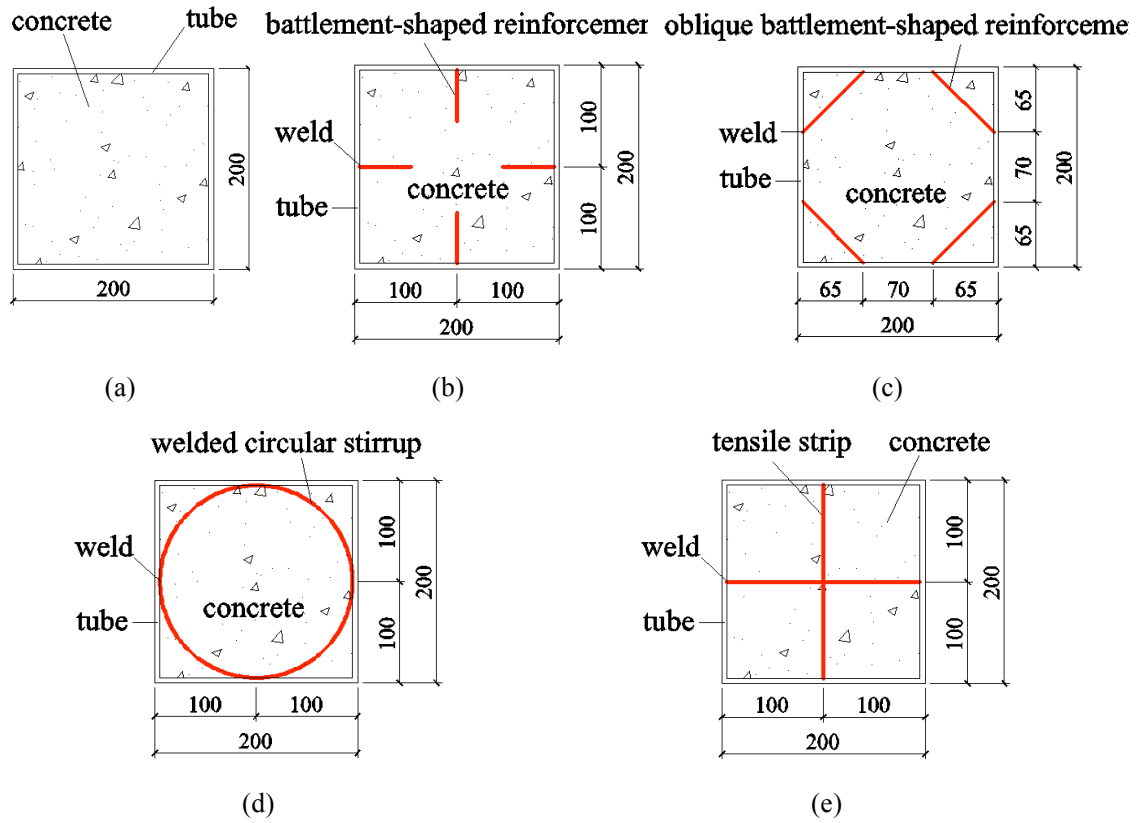 concrete
tube
200
200
(a)
battlement-shaped reinforcemen
weld
concrete
tube
100
100
200
100
100
200
(b)
oblique battlement-shaped reinforceme
weld
tube
concrete
65
70
65
200
65
70
65
200
(c)
welded circular stirrup
weld
concrete
tube
100
100
200
100
100
200
(d)
tensile strip
concrete
weld
tube
100
100
200
100
100
200
(e)